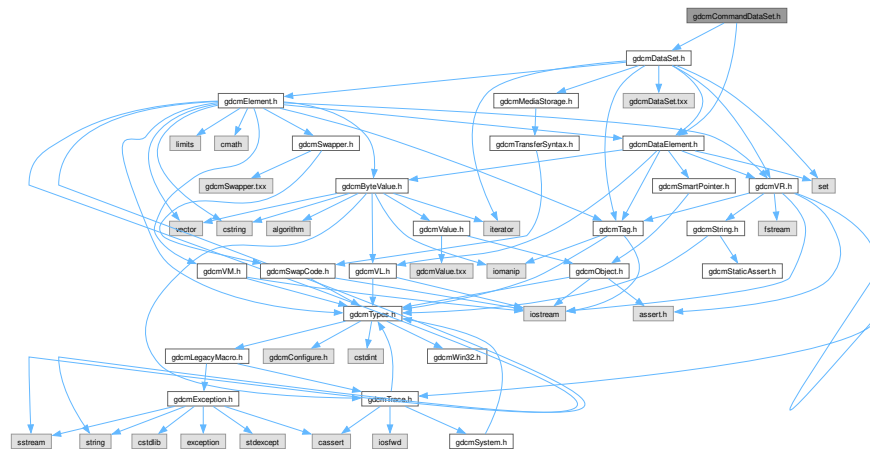 gdcmCommandDataSet.h
gdcmDataSet.h
gdcmElement.h
gdcmMediaStorage.h
gdcmDataSet.txx
limits
cmath
gdcmSwapper.h
gdcmTransferSyntax.h
gdcmDataElement.h
gdcmSwapper.txx
gdcmByteValue.h
gdcmSmartPointer.h
gdcmVR.h
set
vector
cstring
algorithm
gdcmValue.h
iterator
gdcmTag.h
gdcmString.h
fstream
gdcmVM.h
gdcmSwapCode.h
gdcmVL.h
gdcmValue.txx
iomanip
gdcmObject.h
gdcmStaticAssert.h
gdcmTypes.h
iostream
assert.h
gdcmLegacyMacro.h
gdcmConfigure.h
cstdint
gdcmWin32.h
gdcmException.h
gdcmTrace.h
sstream
string
cstdlib
exception
stdexcept
cassert
iosfwd
gdcmSystem.h